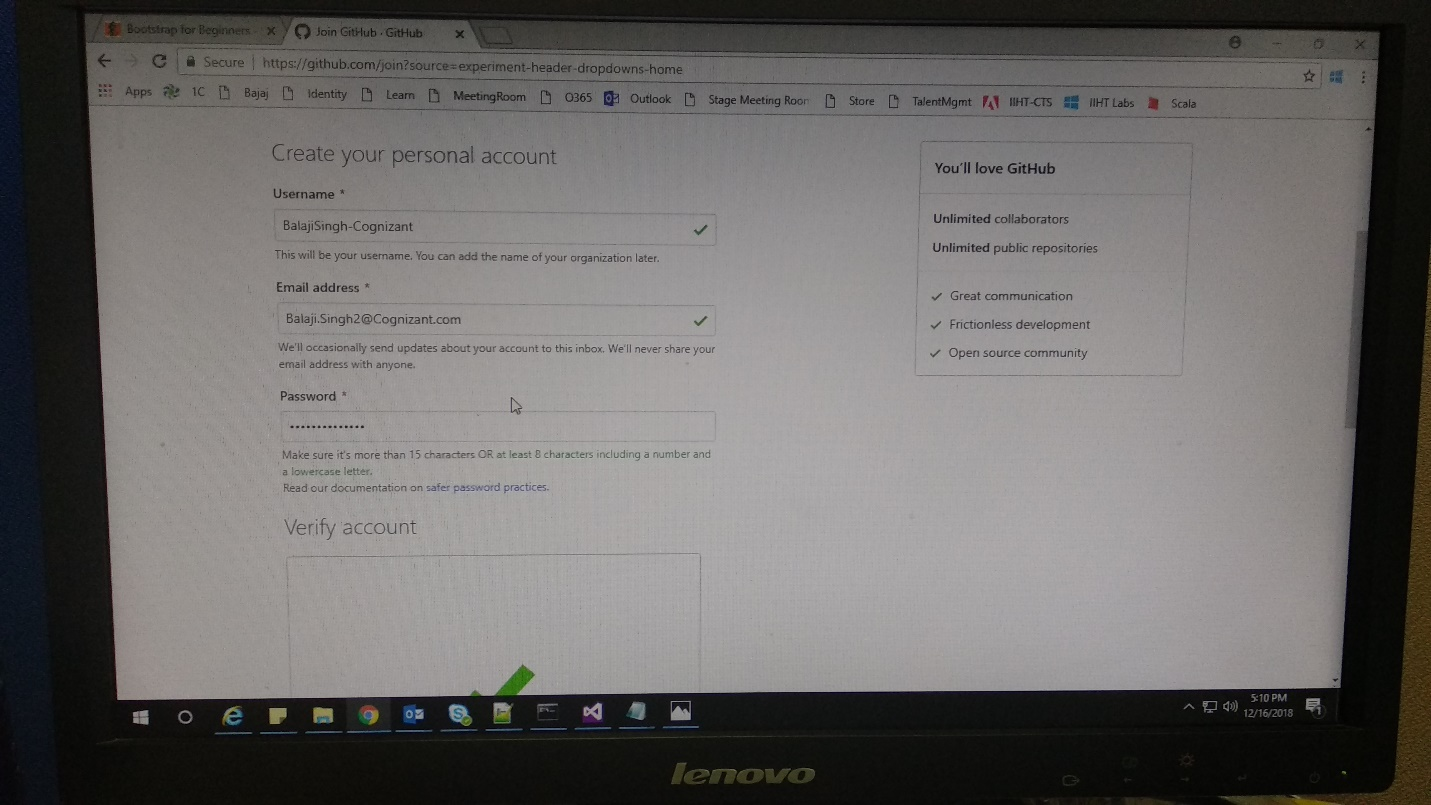 Bootstrap for Beginners
Join GitHub · GitHub
Secure | https://github.com/join?source=experiment-header-dropdowns-home
Apps 1C Bajaj Identity Learn MeetingRoom O365 Outlook Stage Meeting Roon Store TalentMgmt IIHT-CTS IIHT Labs Scala
Create your personal account
Username *
BalajiSingh-Cognizant
This will be your username. You can add the name of your organization later.
Email address *
Balaji.Singh2@Cognizant.com
We'll occasionally send updates about your account to this inbox. We'll never share your
email address with anyone.
Password *
Make sure it's more than 15 characters OR at least 8 characters including a number and
a lowercase letter.
Read our documentation on safer password practices.
Verify account
You'll love GitHub
Unlimited collaborators
Unlimited public repositories
Great communication
Frictionless development
Open source community
5:10 PM
12/16/2018
1
lenovo